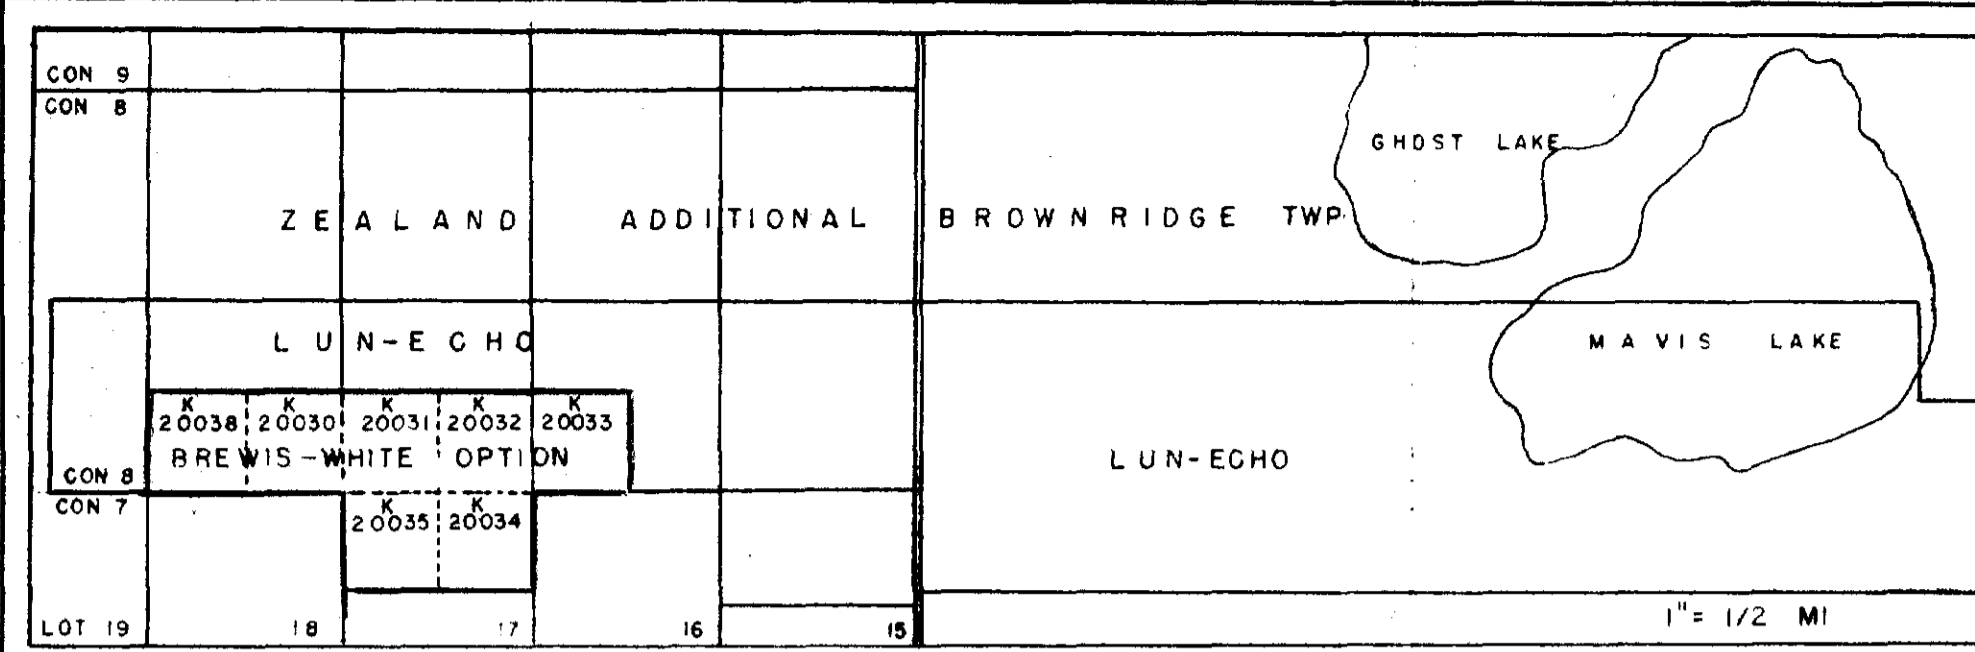 CON 9
CON 8
GHOST LAKE
ZEALAND ADDITIONAL
BROWNRIDGE TWP.
LUN-ECHO
MAVIS LAKE
K K K K K
20038 20030 20031 20032 20033
BREWIS-WHITE OPTION
LUN-ECHO
CON 8
CON 7
K K
20035 20034
LOT 19 18 17 16 15
1" = 1/2 MI